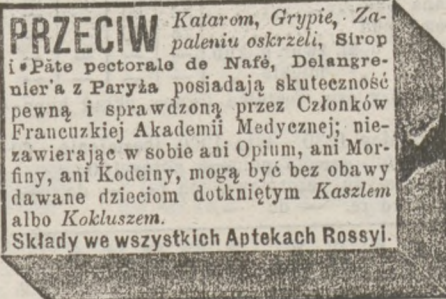 PRZECIW Katarom, Grypie, Za-
paleniu oskrzeli, Sirop
i Pâte pectorale de Nafé, Delangre-
nier'a z Paryża posiadają skuteczność
pewną i sprawdzoną przez Członków
Francuzkiej Akademii Medycznej; nie-
zawierając w sobie ani Opium, ani Mor-
finy, ani Kodeiny, mogą być bez obawy
dawane dzieciom dotkniętym Kaszlem
albo Kokluszem.
Składy we wszystkich Aptekach Rossyi.